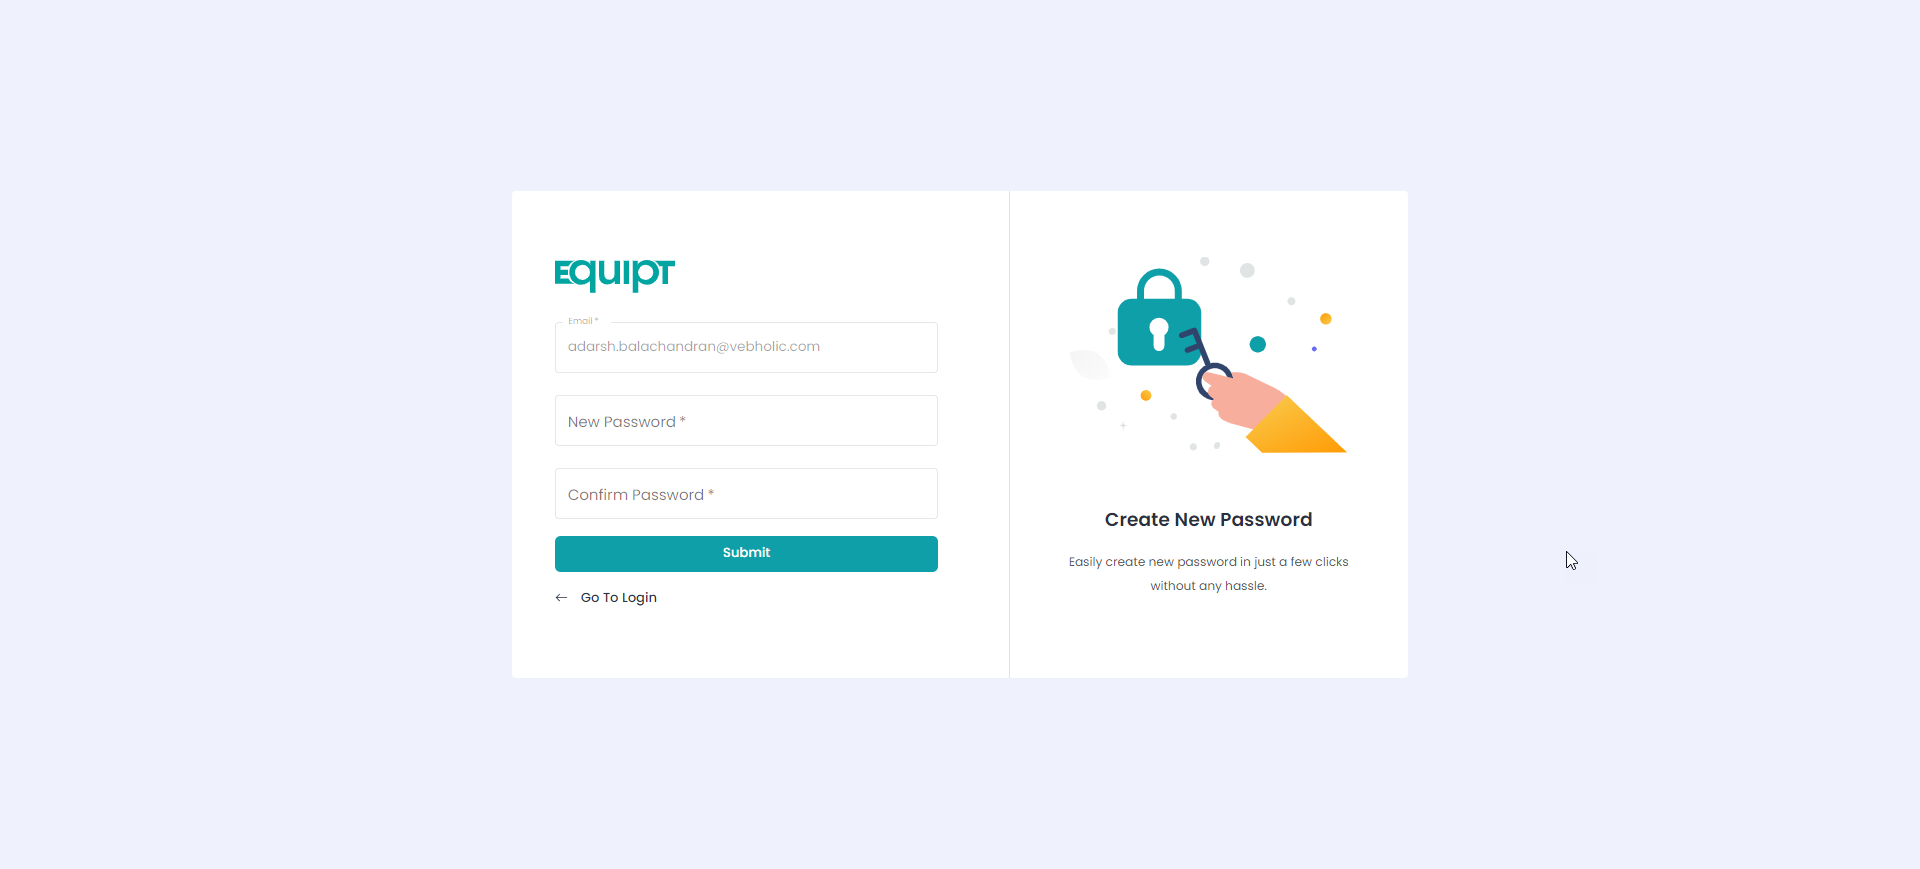 EQUIPT
Email *
adarsh.balachandran@vebholic.com
New Password *
Confirm Password *
Submit
← Go To Login
Create New Password
Easily create new password in just a few clicks
without any hassle.